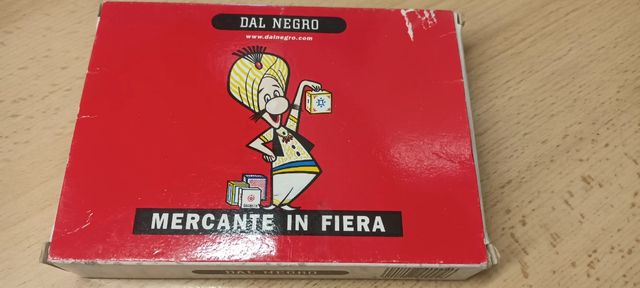 DAL NEGRO
www.dalnegro.com
MERCANTE IN FIERA
DAL NEGRO